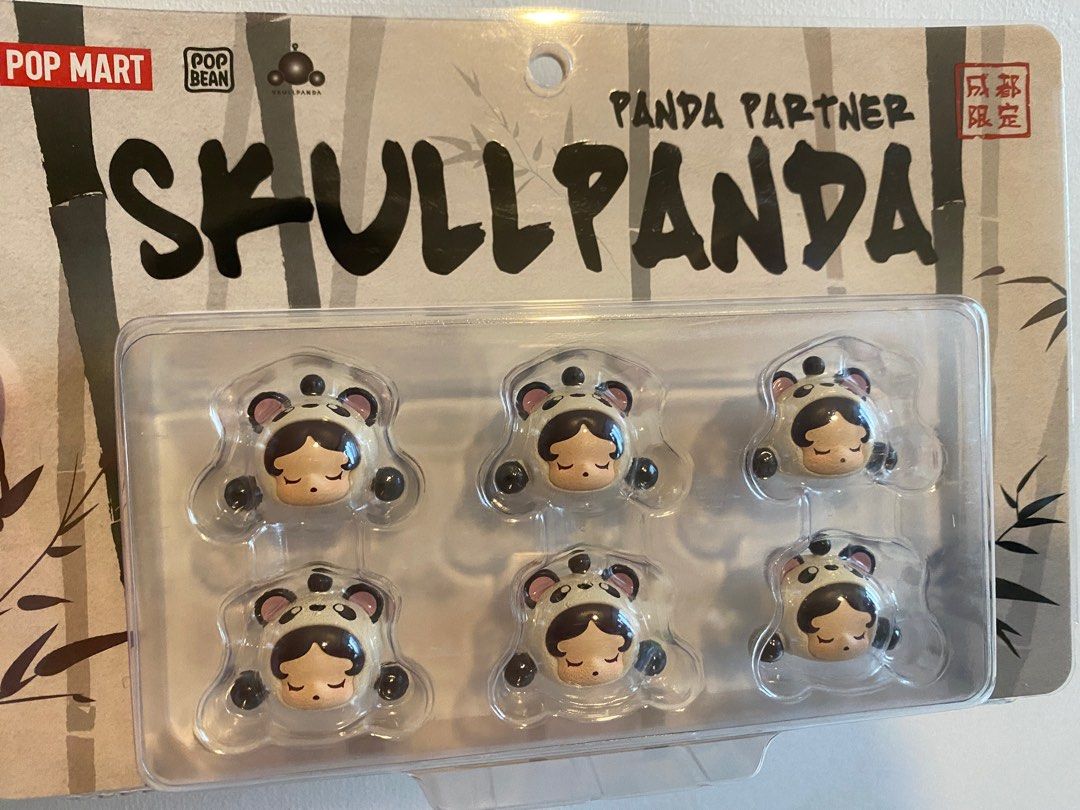 POP MART
POP
BEAN
SKULLPANDA
PANDA PARTNER
SKULLPANDA
成都
限定